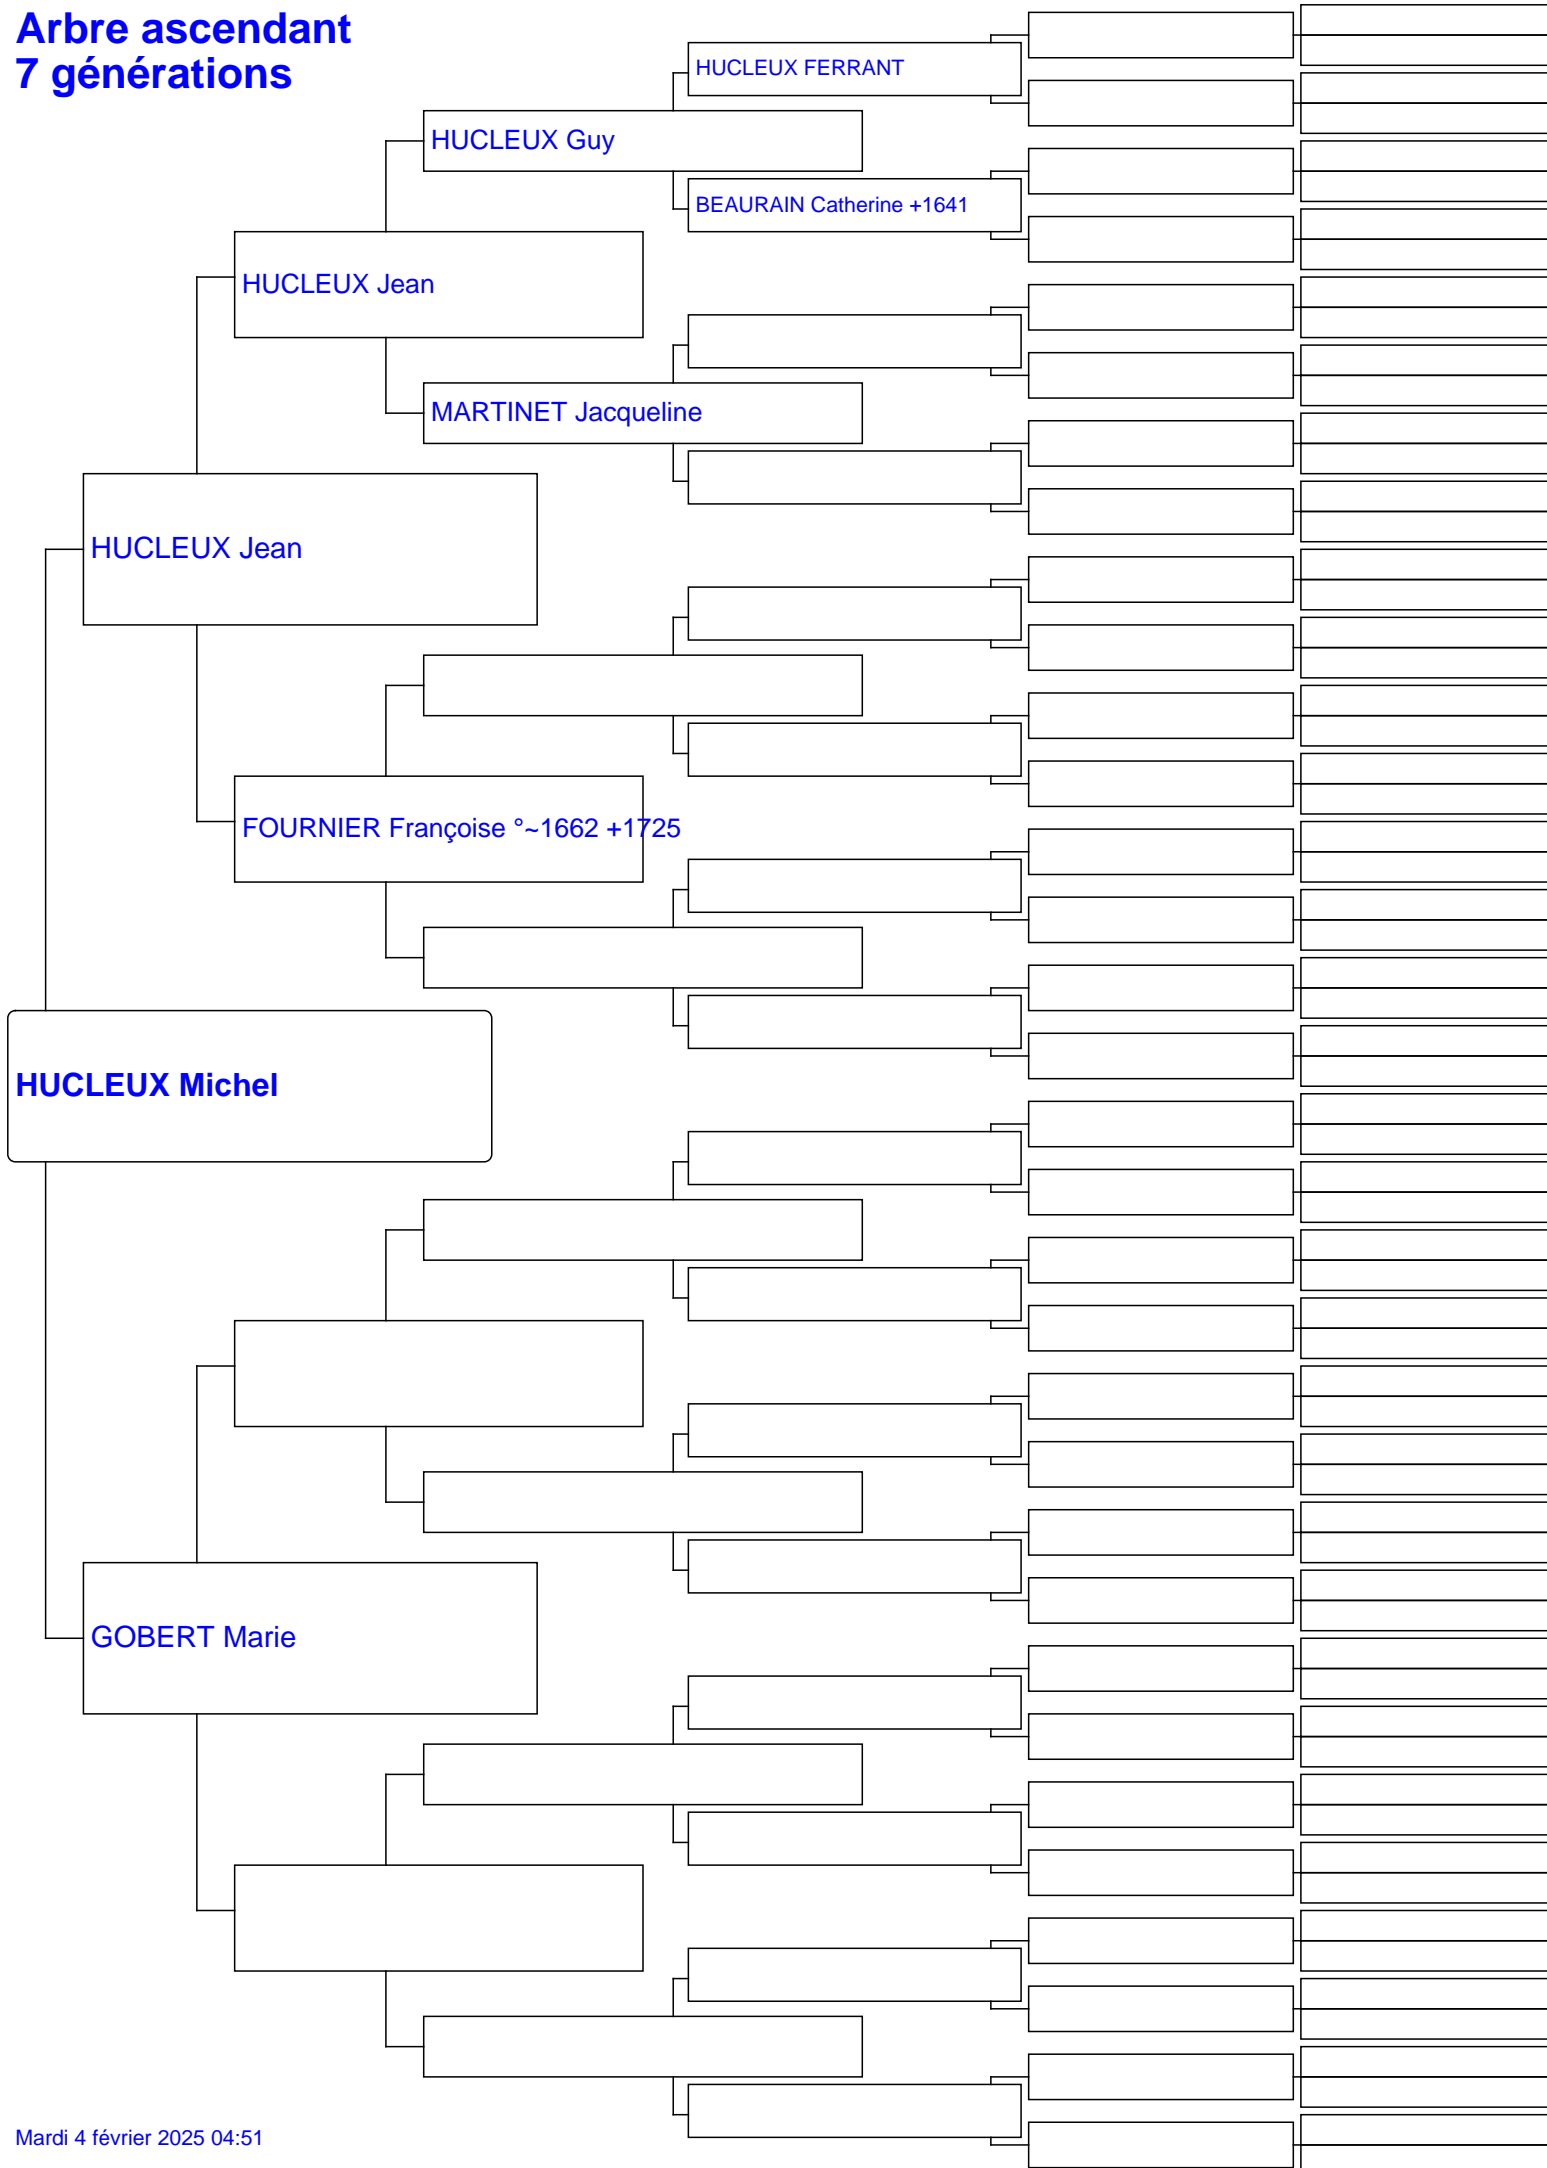 Arbre ascendant
7 générations
HUCLEUX FERRANT
HUCLEUX Guy
BEAURAIN Catherine +1641
HUCLEUX Jean
MARTINET Jacqueline
HUCLEUX Jean
FOURNIER Françoise °~1662 +1725
HUCLEUX Michel
GOBERT Marie
Mardi 4 février 2025 04:51